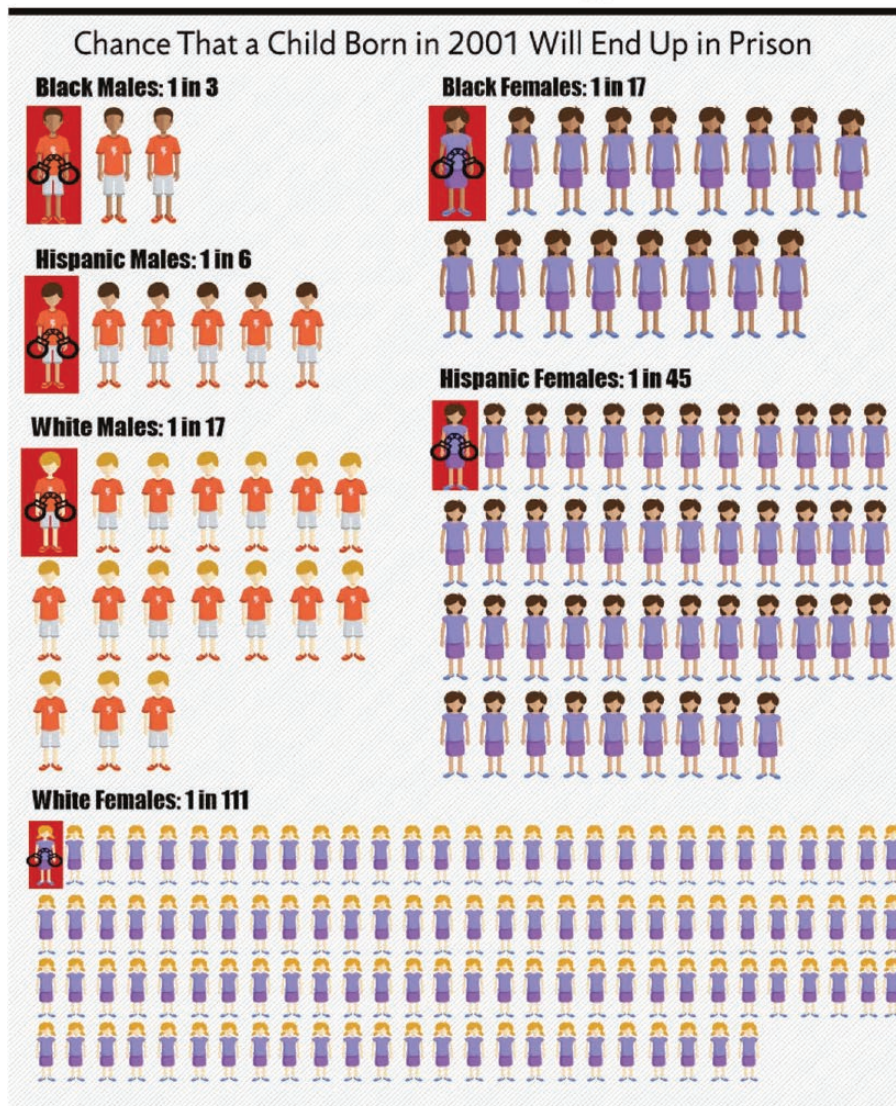 Chance That a Child Born in 2001 Will End Up in Prison
Black Males: 1 in 3
Black Females: 1 in 17
Hispanic Males: 1 in 6
Hispanic Females: 1 in 45
White Males: 1 in 17
White Females: 1 in 111